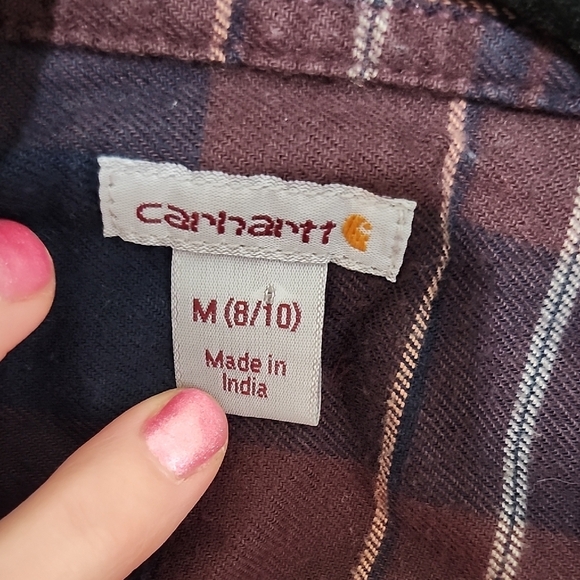 carhartt
M (8/10)
Made in
India